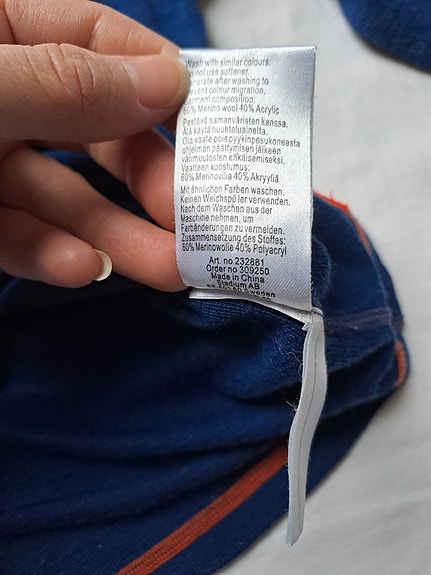 Wash with similar colours.
Do not use softener.
Separate after washing to
prevent colour migration.
Garment composition:
60% Merino wool 40% Acrylic
Pestävä samanväristen kanssa.
Älä käytä huuhteluainetta.
Ota vaate pois pyykinpesukoneesta
ohjelman päättymisen jälkeen
värimuutosten ehkäisemiseksi.
Vaatteen koostumus:
60% Merinovilla 40% Akryyliä
Mit ähnlichen Farben waschen.
Keinen Weichspüler verwenden.
Nach dem Waschen aus der
Maschine nehmen, um
Farbänderungen zu vermeiden.
Zusammensetzung des Stoffes:
60% Merinowolle 40% Polyacryl
Art. no 232881
Order no 309250
Made in China
Stadium AB
Sweden